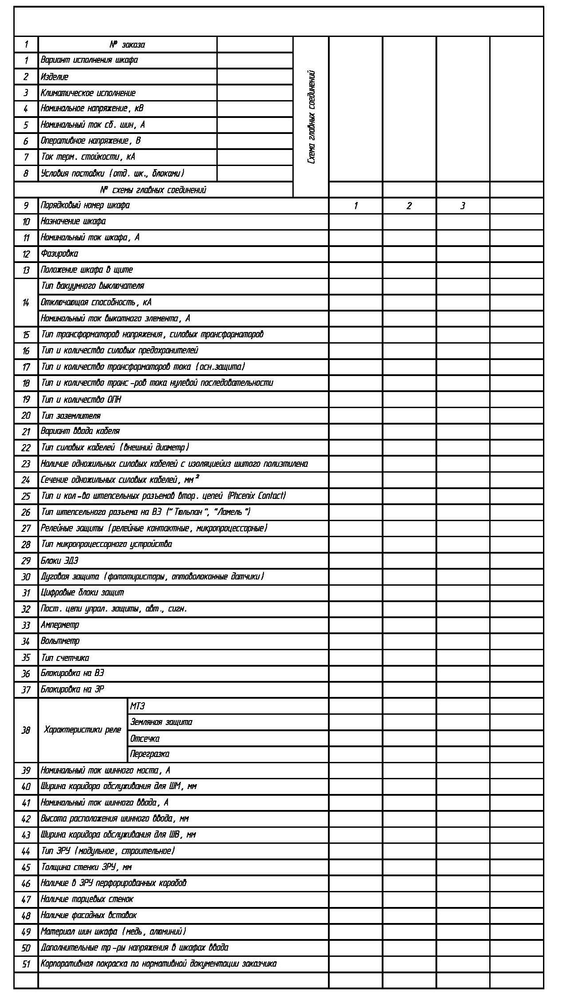 1 № заказа
1 Вариант исполнения шкафа
2 Изделие
3 Климатическое исполнение
4 Номинальное напряжение, кВ
5 Номинальный ток сб. шин, А
6 Оперативное напряжение, В
7 Ток терм. стойкости, кА
8 Условия поставки (отд. шк., блоками)
Схема главных соединений
№ схемы главных соединений
9 Порядковый номер шкафа 1 2 3
10 Назначение шкафа
11 Номинальный ток шкафа, А
12 Фазировка
13 Положение шкафа в щите
14 Тип вакуумного выключателя
Отключающая способность, кА
Номинальный ток выкатного элемента, А
15 Тип трансформаторов напряжения, силовых трансформаторов
16 Тип и количества силовых предохранителей
17 Тип и количество трансформаторов тока (осн.защита)
18 Тип и количество транс-ров тока нулевой последовательности
19 Тип и количество ОПН
20 Тип заземлителя
21 Вариант ввода кабеля
22 Тип силовых кабелей (внешний диаметр)
23 Наличие одножильных силовых кабелей с изоляциейиз шитого полиэтилена
24 Сечение одножильных силовых кабелей, мм²
25 Тип и кол-во штепсельных разъемов втор. цепей (Phcenix Contact)
26 Тип штепсельного разъема на ВЭ ("Тюльпан", "Ламель")
27 Релейные защиты (релейные контактные, микропроцессорные)
28 Тип микропроцессорного устройства
29 Блоки ЭДЗ
30 Дуговая защита (фототиристоры, оптоволоконные датчики)
31 Цифровые блоки защит
32 Пост. цепи упрал. защиты, авт., сигн.
33 Амперметр
34 Вольтметр
35 Тип счетчика
36 Блокировка на ВЭ
37 Блокировка на ЗР
38 Характеристики реле МТЗ
Земляная защита
Отсечка
Перегразка
39 Номинальный ток шинного моста, А
40 Ширина коридора обслуживания для ШМ, мм
41 Номинальный ток шинного ввода, А
42 Высота расположения шинного ввода, мм
43 Ширина коридора обслуживания для ШВ, мм
44 Тип ЗРУ (модульное, строительное)
45 Толщина стенки ЗРУ, мм
46 Наличие в ЗРУ перфорированных коробов
47 Наличие торцевых стенок
48 Наличие фасадных вставок
49 Материал шин шкафа (медь, алюминий)
50 Дополнительные тр-ры напряжения в шкафах ввода
51 Корпоративная покраска по нормативной документации заказчика